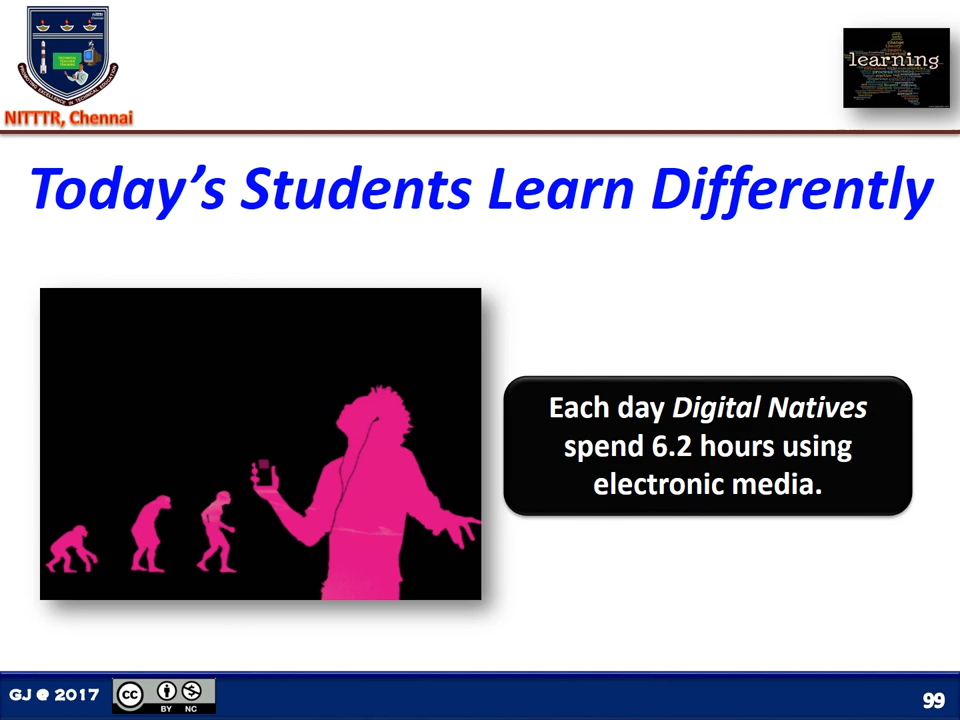 NITTTR, Chennai
learning
Today's Students Learn Differently
Each day Digital Natives
spend 6.2 hours using
electronic media.
GJ @ 2017
CC BY NC
99